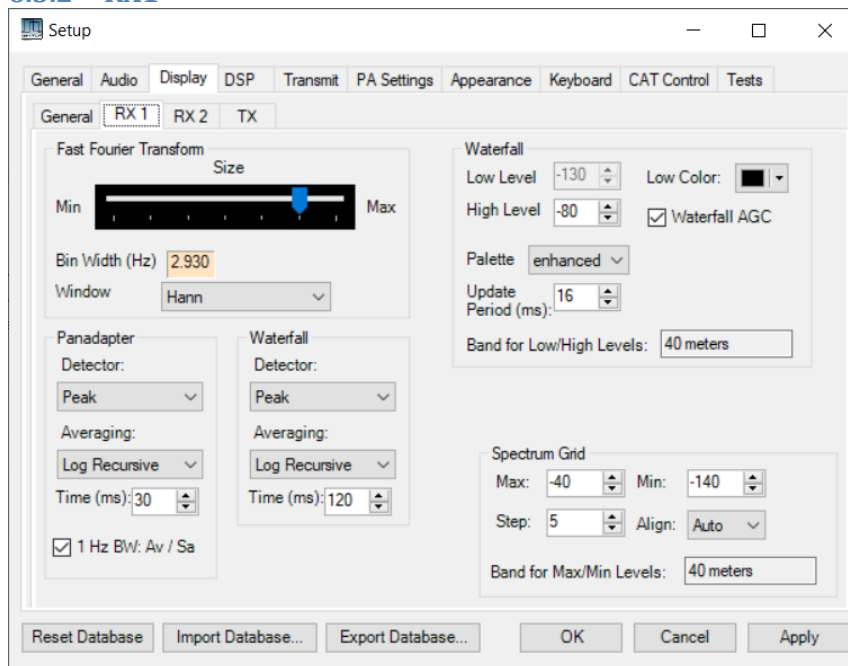 Setup
General Audio Display DSP Transmit PA Settings Appearance Keyboard CAT Control Tests
General RX 1 RX 2 TX
Fast Fourier Transform
Size
Min Max
Bin Width (Hz) 2.930
Window Hann
Panadapter
Detector:
Peak
Averaging:
Log Recursive
Time (ms): 30
1 Hz BW: Av / Sa
Waterfall
Detector:
Peak
Averaging:
Log Recursive
Time (ms): 120
Waterfall
Low Level -130 Low Color:
High Level -80 Waterfall AGC
Palette enhanced
Update
Period (ms): 16
Band for Low/High Levels: 40 meters
Spectrum Grid
Max: -40 Min: -140
Step: 5 Align: Auto
Band for Max/Min Levels: 40 meters
Reset Database Import Database... Export Database... OK Cancel Apply